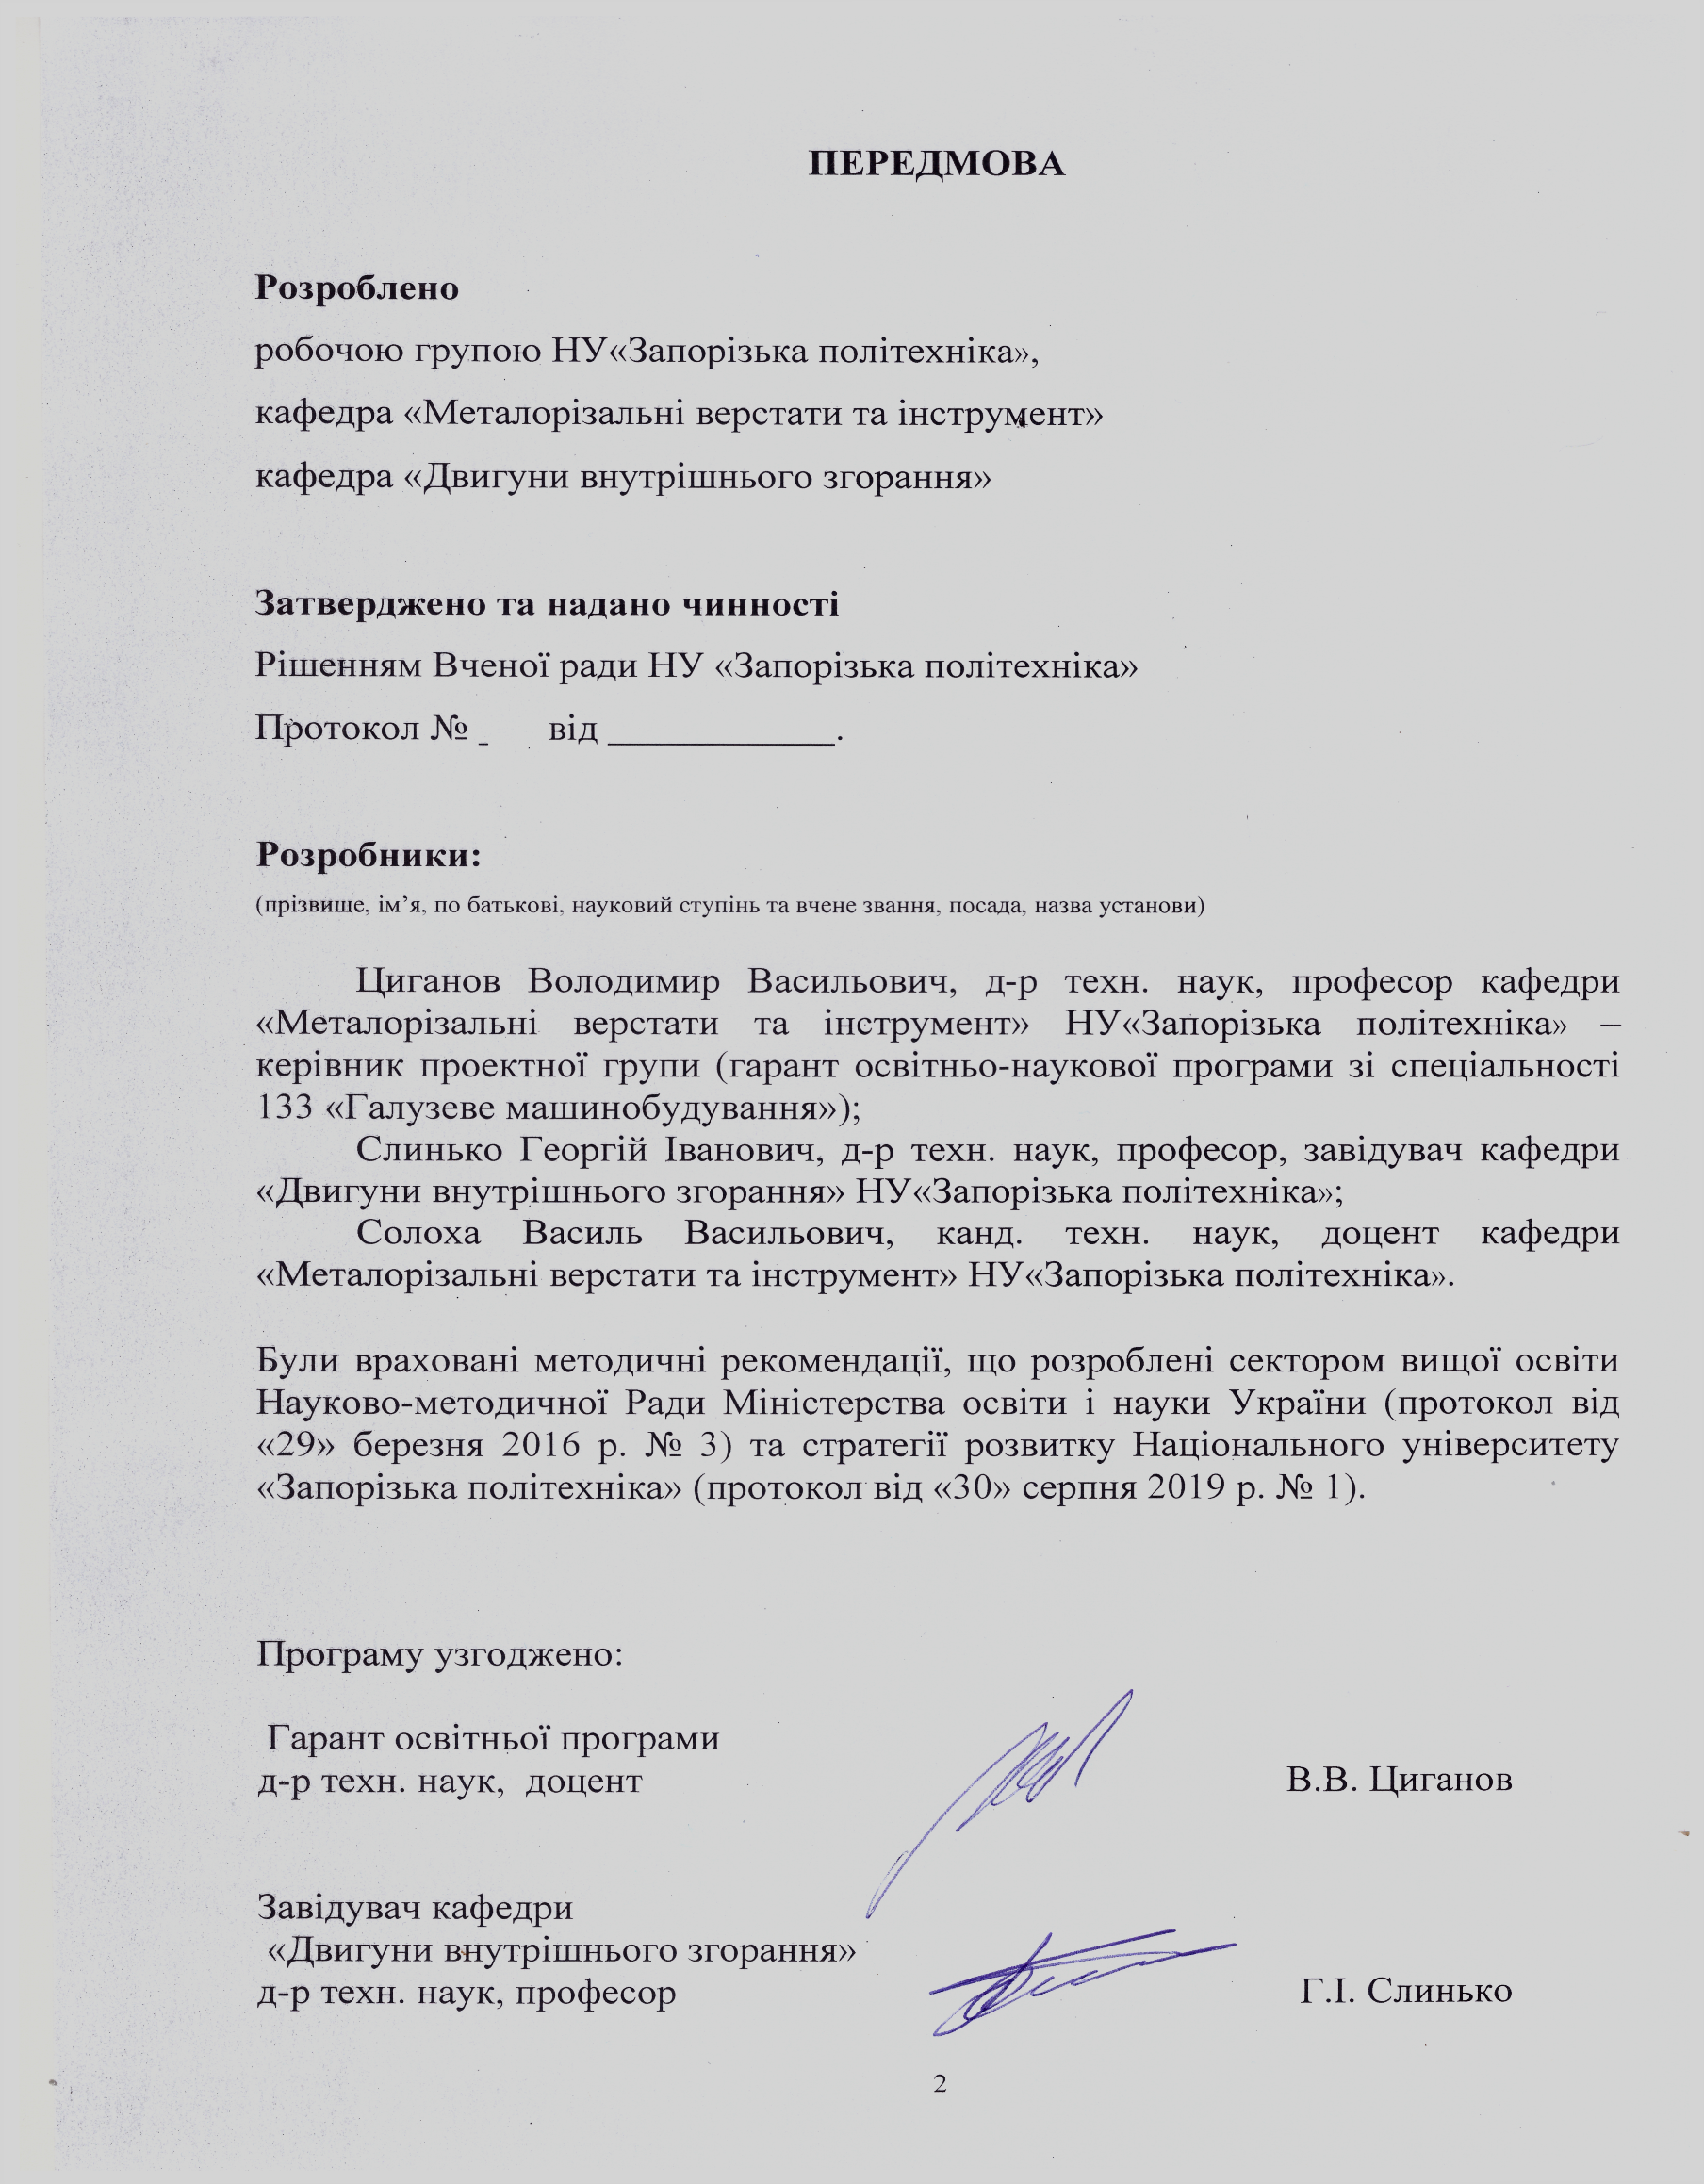 ПЕРЕДМОВА
Розроблено
робочою групою НУ«Запорізька політехніка»,
кафедра «Металорізальні верстати та інструмент»
кафедра «Двигуни внутрішнього згорання»
Затверджено та надано чинності
Рішенням Вченої ради НУ «Запорізька політехніка»
Протокол № _ від ____________.
Розробники:
(прізвище, ім’я, по батькові, науковий ступінь та вчене звання, посада, назва установи)
Циганов Володимир Васильович, д-р техн. наук, професор кафедри
«Металорізальні верстати та інструмент» НУ«Запорізька політехніка» –
керівник проектної групи (гарант освітньо-наукової програми зі спеціальності
133 «Галузеве машинобудування»);
Слинько Георгій Іванович, д-р техн. наук, професор, завідувач кафедри
«Двигуни внутрішнього згорання» НУ«Запорізька політехніка»;
Солоха Василь Васильович, канд. техн. наук, доцент кафедри
«Металорізальні верстати та інструмент» НУ«Запорізька політехніка».
Були враховані методичні рекомендації, що розроблені сектором вищої освіти
Науково-методичної Ради Міністерства освіти і науки України (протокол від
«29» березня 2016 р. № 3) та стратегії розвитку Національного університету
«Запорізька політехніка» (протокол від «30» серпня 2019 р. № 1).
Програму узгоджено:
Гарант освітньої програми
д-р техн. наук, доцент В.В. Циганов
Завідувач кафедри
«Двигуни внутрішнього згорання»
д-р техн. наук, професор Г.І. Слинько
2